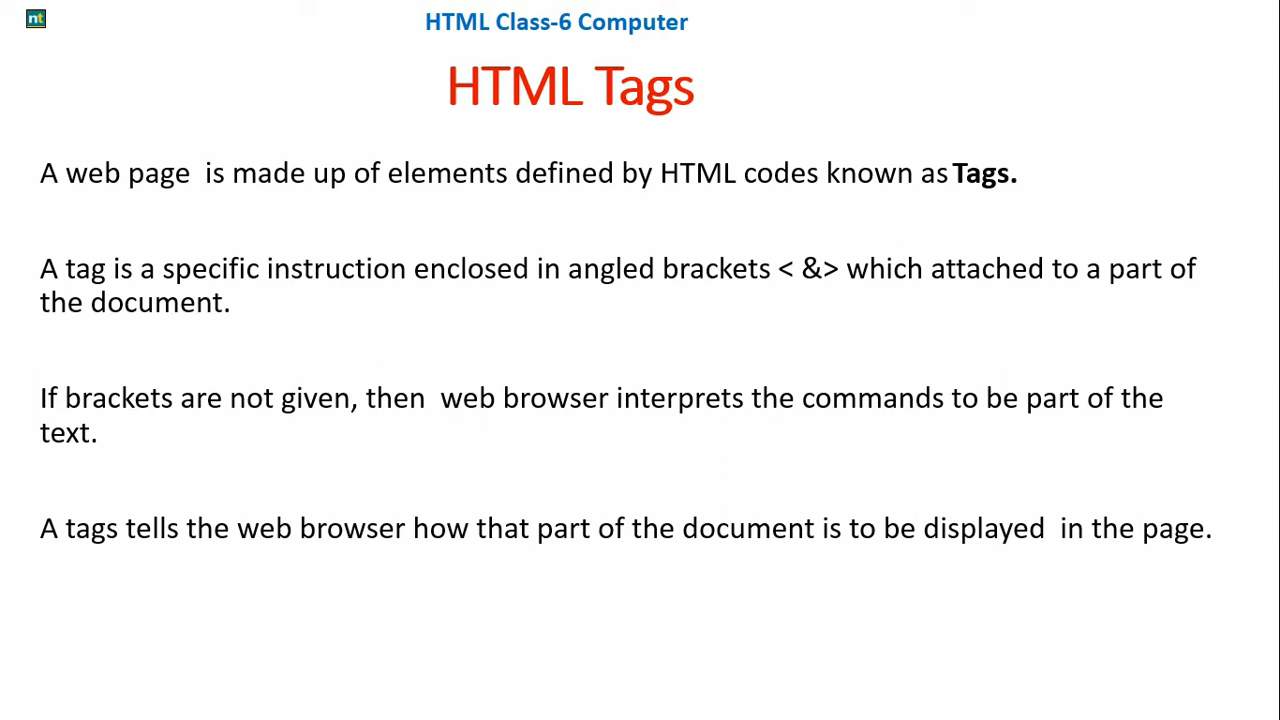 nt
HTML Class-6 Computer
HTML Tags
A web page  is made up of elements defined by HTML codes known as Tags.
A tag is a specific instruction enclosed in angled brackets < &> which attached to a part of
the document.
If brackets are not given, then  web browser interprets the commands to be part of the
text.
A tags tells the web browser how that part of the document is to be displayed  in the page.